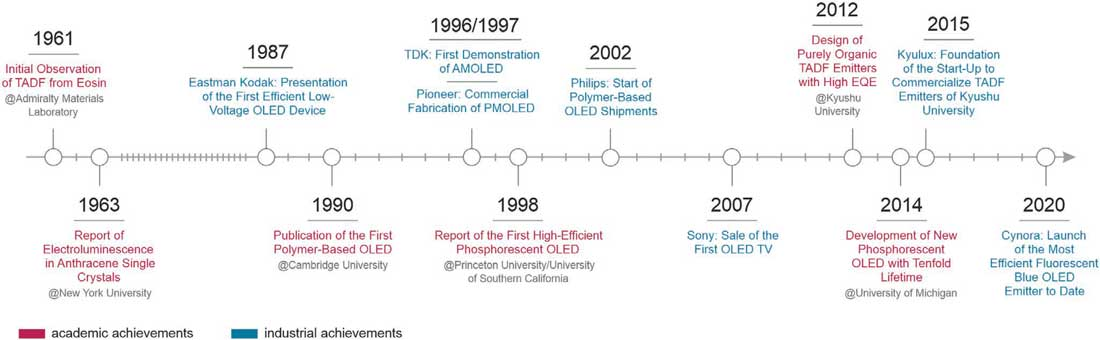 1961
Initial Observation
of TADF from Eosin
@Admiralty Materials
Laboratory
1987
Eastman Kodak: Presentation
of the First Efficient Low-
Voltage OLED Device
1996/1997
TDK: First Demonstration
of AMOLED
Pioneer: Commercial
Fabrication of PMOLED
2002
Philips: Start of
Polymer-Based
OLED Shipments
2012
Design of
Purely Organic
TADF Emitters
with High EQE
@Kyushu
University
2015
Kyulux: Foundation
of the Start-Up to
Commercialize TADF
Emitters of Kyushu
University
1963
Report of
Electroluminescence
in Anthracene Single
Crystals
@New York University
1990
Publication of the First
Polymer-Based OLED
@Cambridge University
1998
Report of the First High-Efficient
Phosphorescent OLED
@Princeton University/University
of Southern California
2007
Sony: Sale of the
First OLED TV
2014
Development of New
Phosphorescent
OLED with Tenfold
Lifetime
@University of Michigan
2020
Cynora: Launch
of the Most
Efficient Fluorescent
Blue OLED
Emitter to Date
academic achievements
industrial achievements